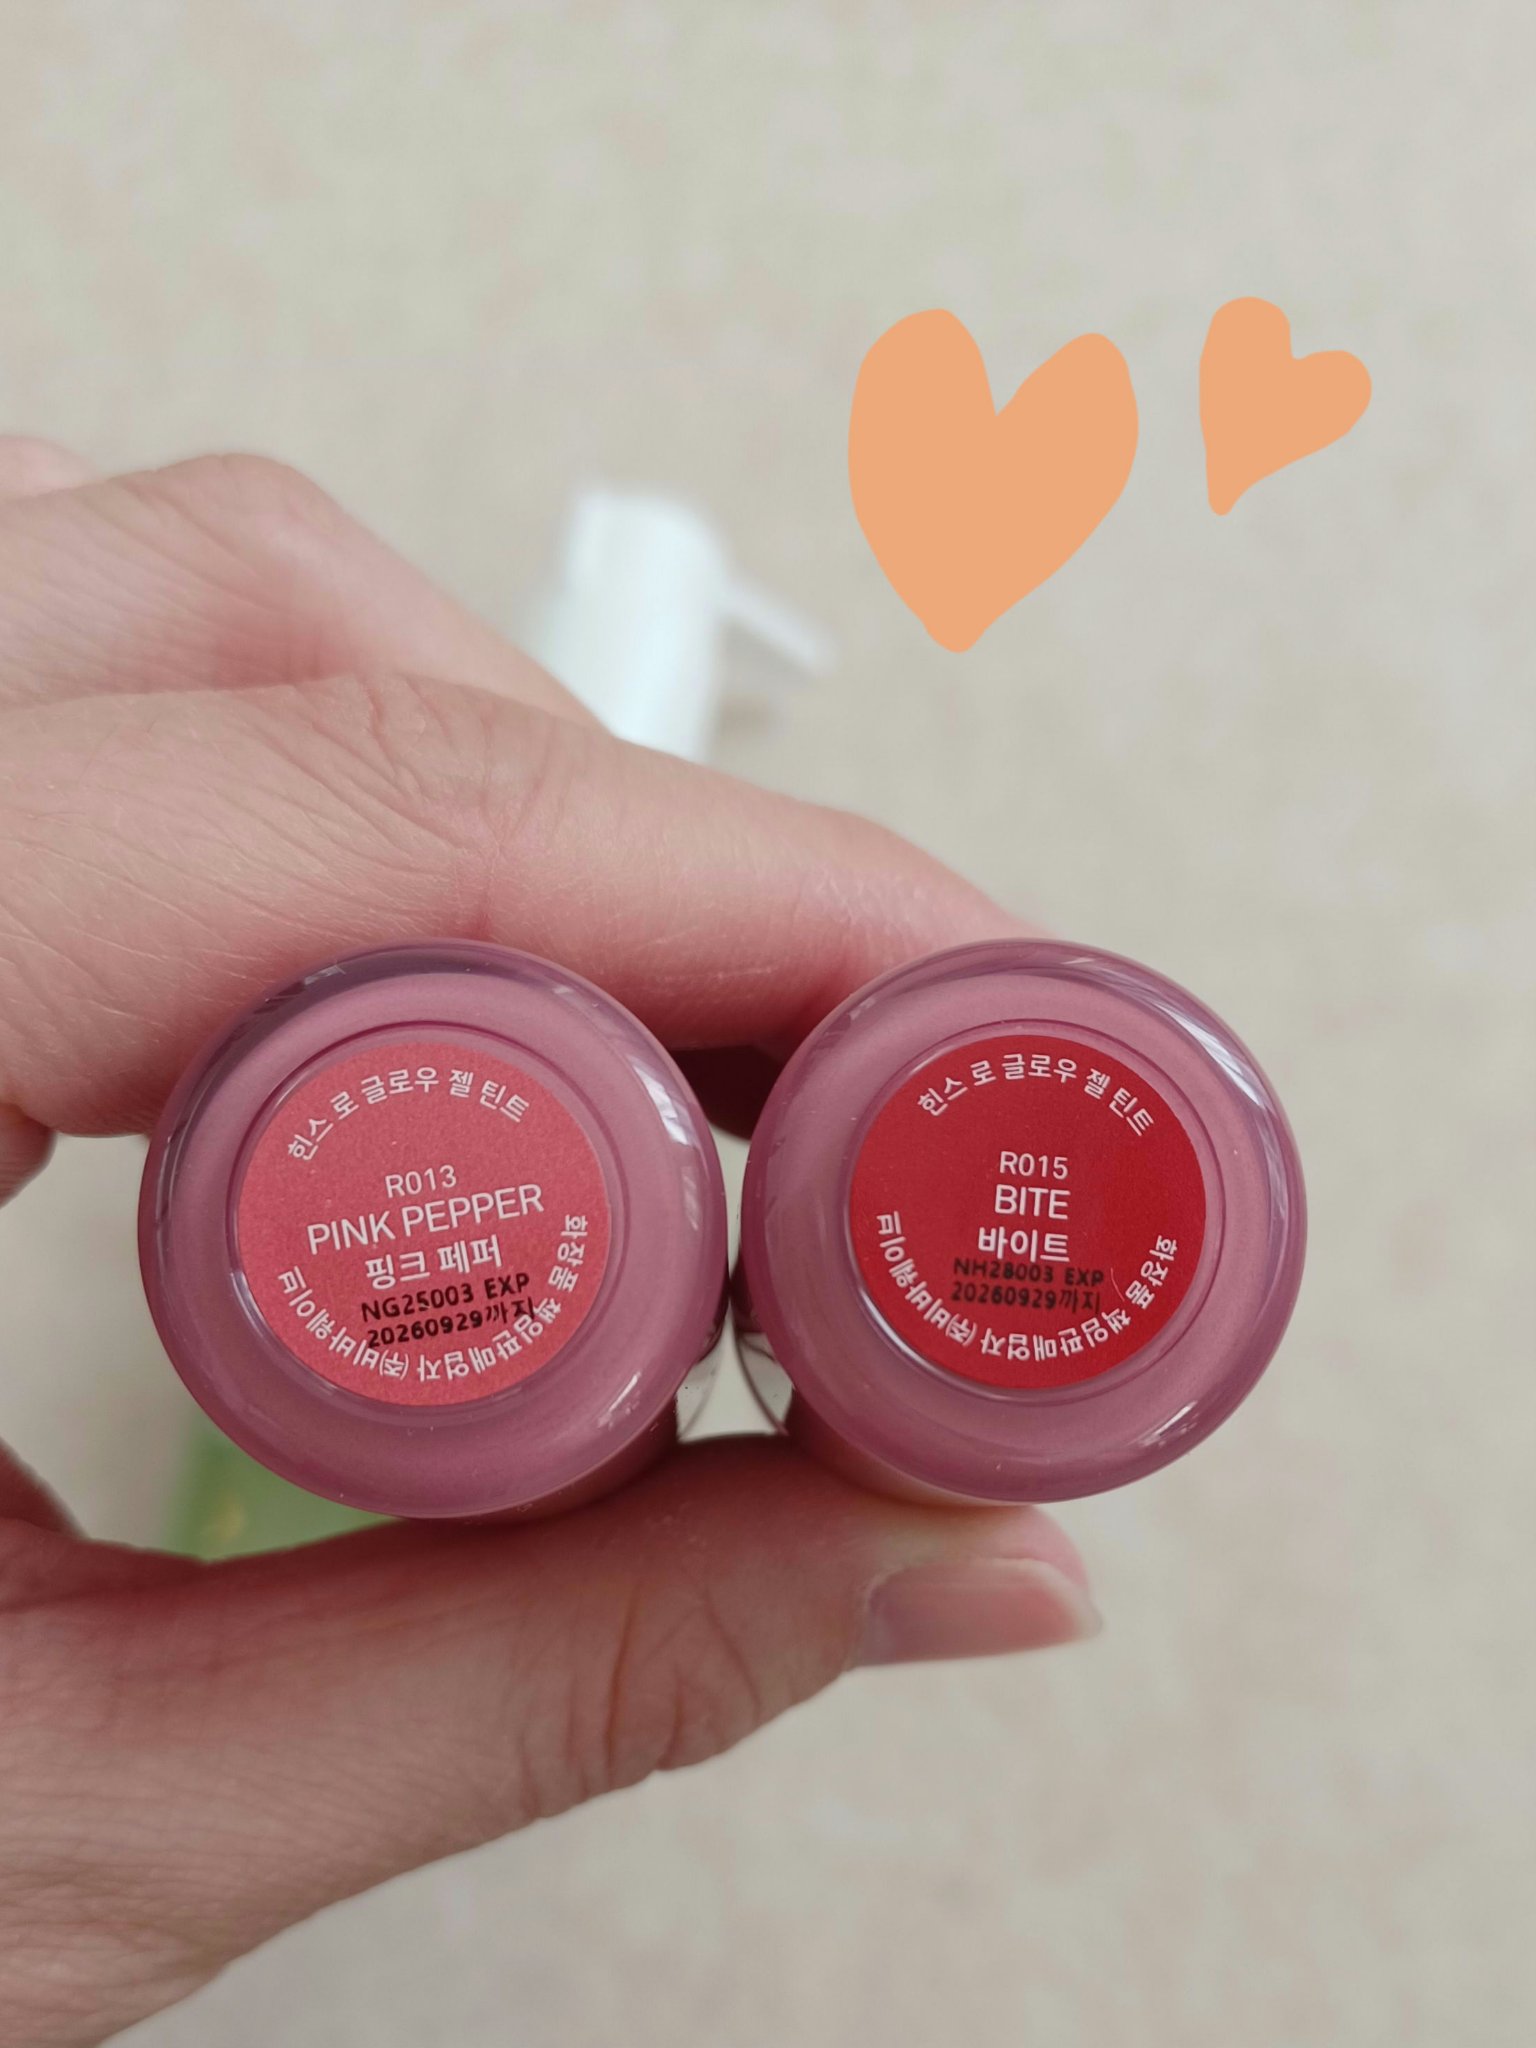 힌스 로 글로우 젤 틴트
R013
PINK PEPPER
핑크 페퍼
NG25003 EXP
20260929까지
화장품 책임판매업자 (주)비바웨이브
힌스 로 글로우 젤 틴트
R015
BITE
바이트
NH28003 EXP
20260929까지
화장품 책임판매업자 (주)비바웨이브